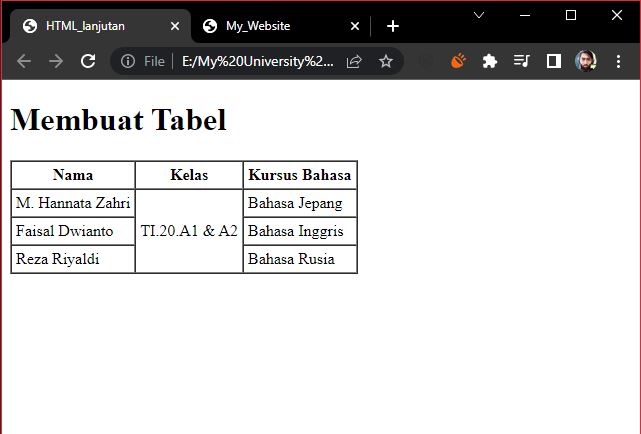 HTML_lanjutan
My_Website
File
E:/My%20University%2...
Membuat Tabel
Nama Kelas Kursus Bahasa
M. Hannata Zahri TI.20.A1 & A2 Bahasa Jepang
Faisal Dwianto Bahasa Inggris
Reza Riyaldi Bahasa Rusia